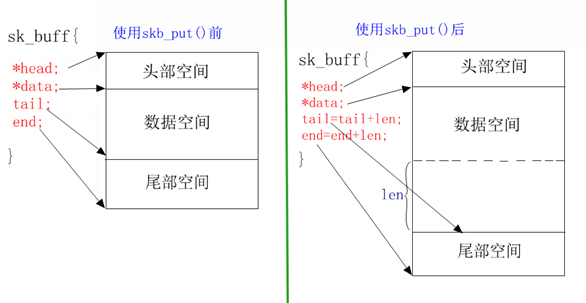 使用skb_put()前
sk_buff{
*head;
*data;
tail;
end;
}
头部空间
数据空间
尾部空间
使用skb_put()后
sk_buff{
*head;
*data;
tail=tail+len;
end=end+len;
}
头部空间
数据空间
len
尾部空间